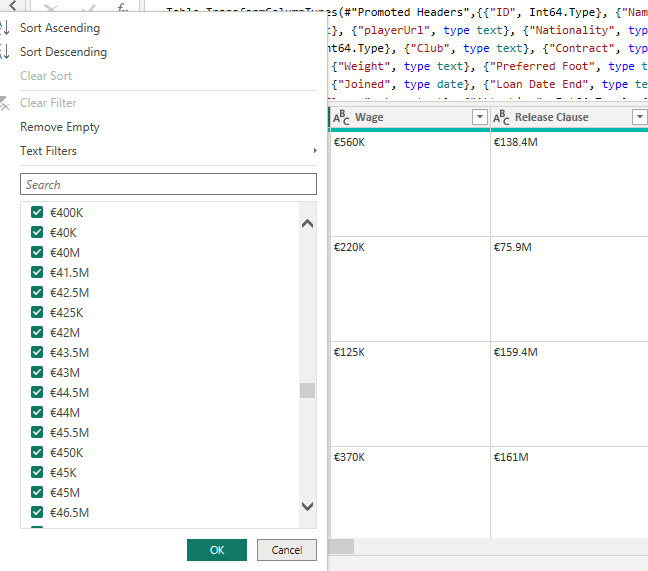 Table.TransformColumnTypes(#"Promoted Headers",{{"ID", Int64.Type}, {"Nam
t}, {"playerUrl", type text}, {"Nationality", typ
nt64.Type}, {"Club", type text}, {"Contract", typ
{"Weight", type text}, {"Preferred Foot", type t
{"Joined", type date}, {"Loan Date End", type te
Sort Ascending
Sort Descending
Clear Sort
Clear Filter
Remove Empty
Text Filters
Search
€400K
€40K
€40M
€41.5M
€42.5M
€425K
€42M
€43.5M
€43M
€44.5M
€44M
€45.5M
€450K
€45K
€45M
€46.5M
OK
Cancel
ABC Wage
ABC Release Clause
€560K
€138.4M
€220K
€75.9M
€125K
€159.4M
€370K
€161M